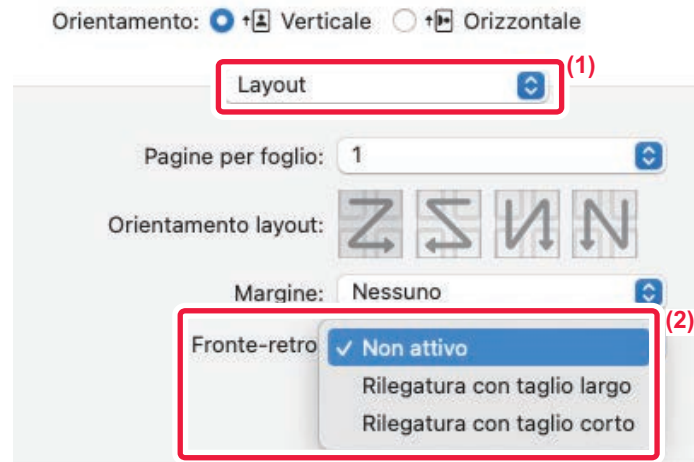 Orientamento: Verticale Orizzontale
(1)
Layout
Pagine per foglio: 1
Orientamento layout:
Margine: Nessuno
(2)
Fronte-retro ✓ Non attivo
Rilegatura con taglio largo
Rilegatura con taglio corto